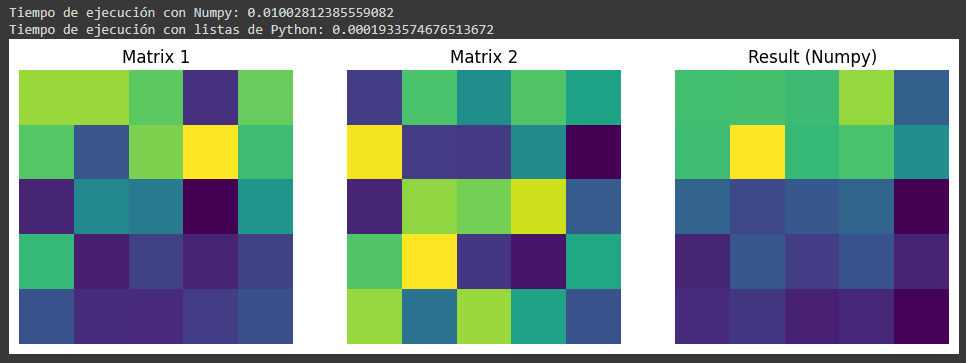 Tiempo de ejecución con Numpy: 0.01002812385559082
Tiempo de ejecución con listas de Python: 0.0001933574676513672
Matrix 1
Matrix 2
Result (Numpy)